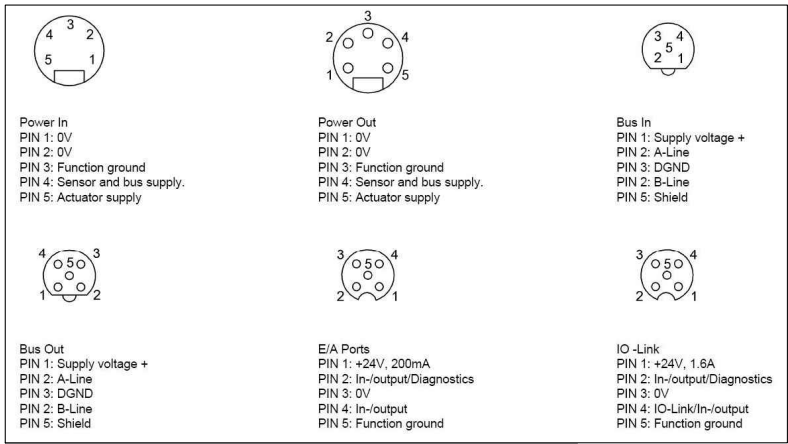 3
4 2
5 1
Power In
PIN 1: 0V
PIN 2: 0V
PIN 3: Function ground
PIN 4: Sensor and bus supply.
PIN 5: Actuator supply
3
2 4
1 5
Power Out
PIN 1: 0V
PIN 2: 0V
PIN 3: Function ground
PIN 4: Sensor and bus supply.
PIN 5: Actuator supply
3 4
5
2 1
Bus In
PIN 1: Supply voltage +
PIN 2: A-Line
PIN 3: DGND
PIN 2: B-Line
PIN 5: Shield
4 5 3
1 2
Bus Out
PIN 1: Supply voltage +
PIN 2: A-Line
PIN 3: DGND
PIN 2: B-Line
PIN 5: Shield
3 5 4
2 1
E/A Ports
PIN 1: +24V, 200mA
PIN 2: In-/output/Diagnostics
PIN 3: 0V
PIN 4: In-/output
PIN 5: Function ground
3 5 4
2 1
IO -Link
PIN 1: +24V, 1.6A
PIN 2: In-/output/Diagnostics
PIN 3: 0V
PIN 4: IO-Link/In-/output
PIN 5: Function ground